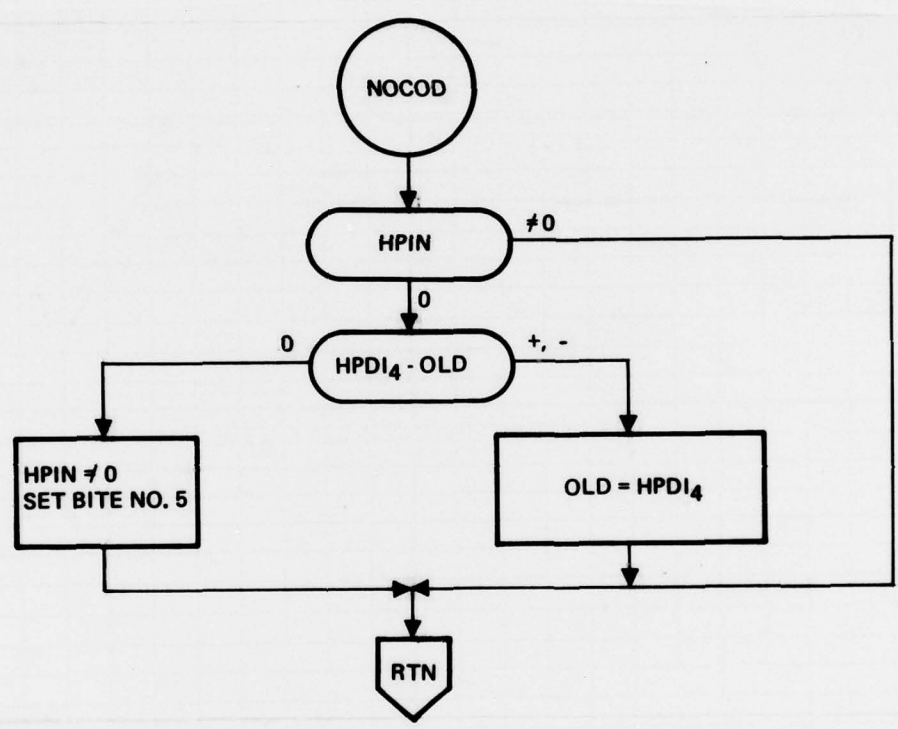 NOCOD
HPIN
≠0
0
0
HPDI₄ - OLD
+, -
HPIN ≠ 0
SET BITE NO. 5
OLD = HPDI₄
RTN